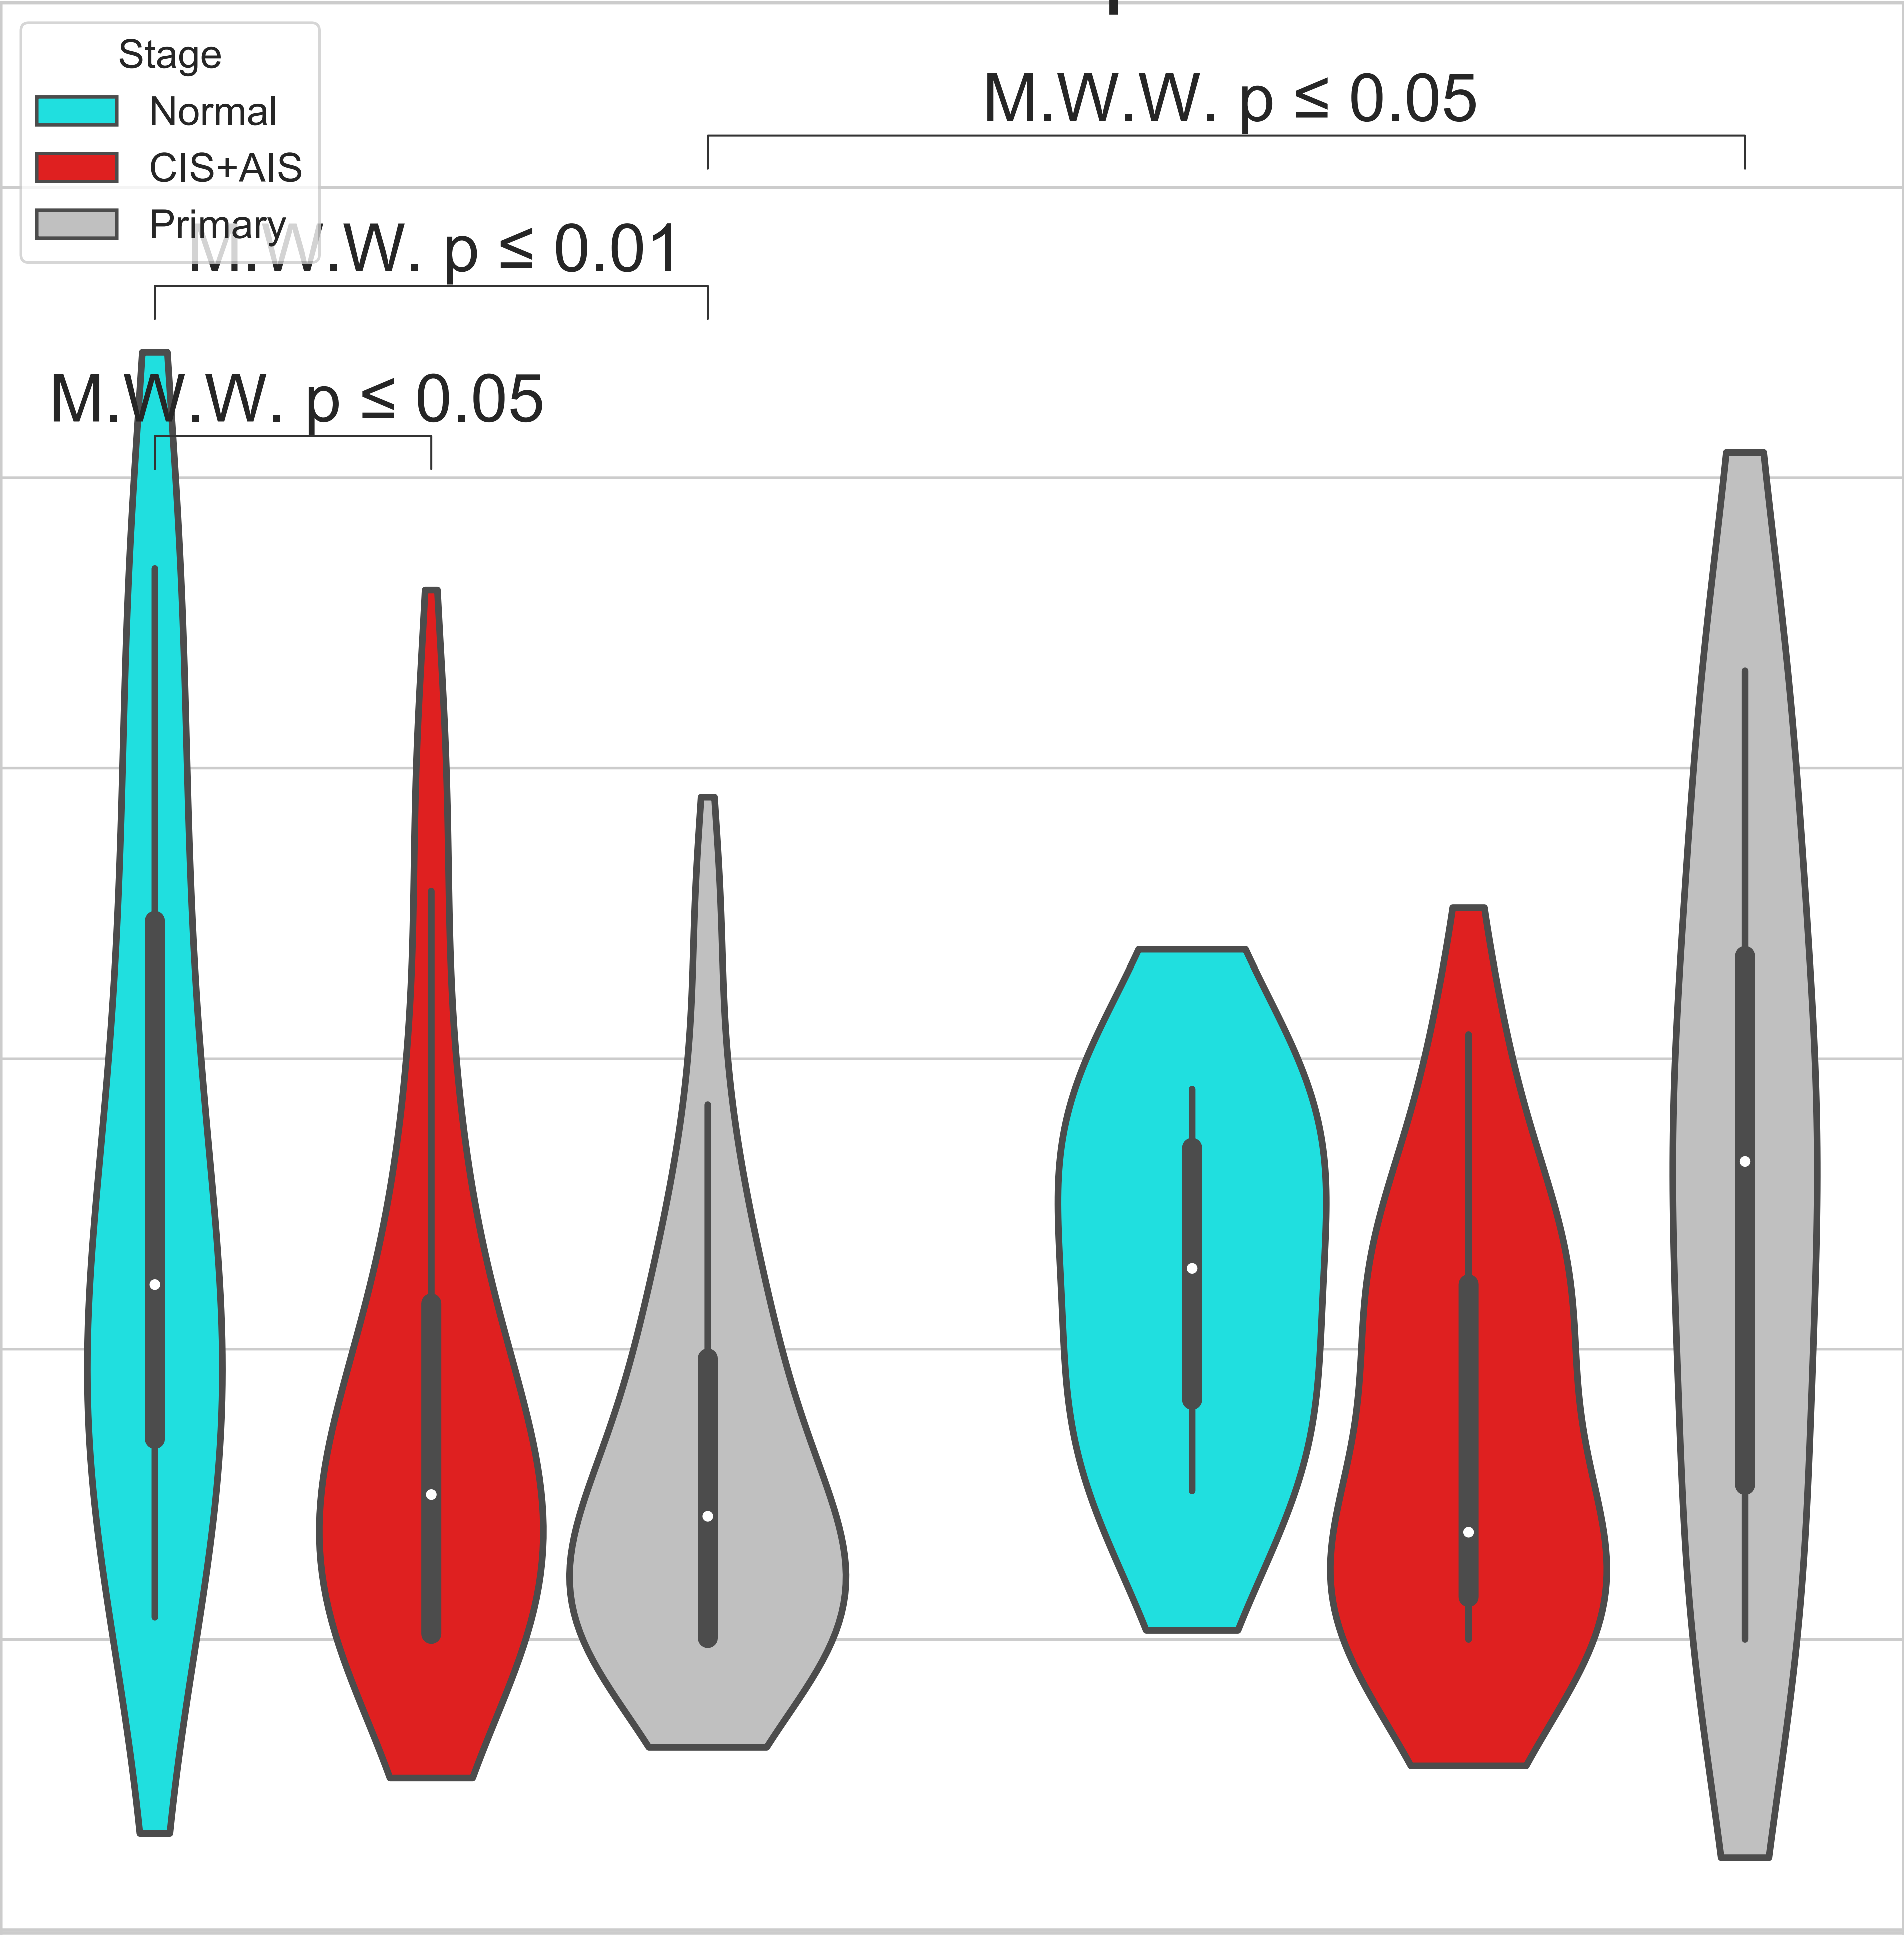 Stage
Normal
CIS+AIS
Primary
M.W.W. p ≤ 0.05
M.W.W. p ≤ 0.01
M.W.W. p ≤ 0.05